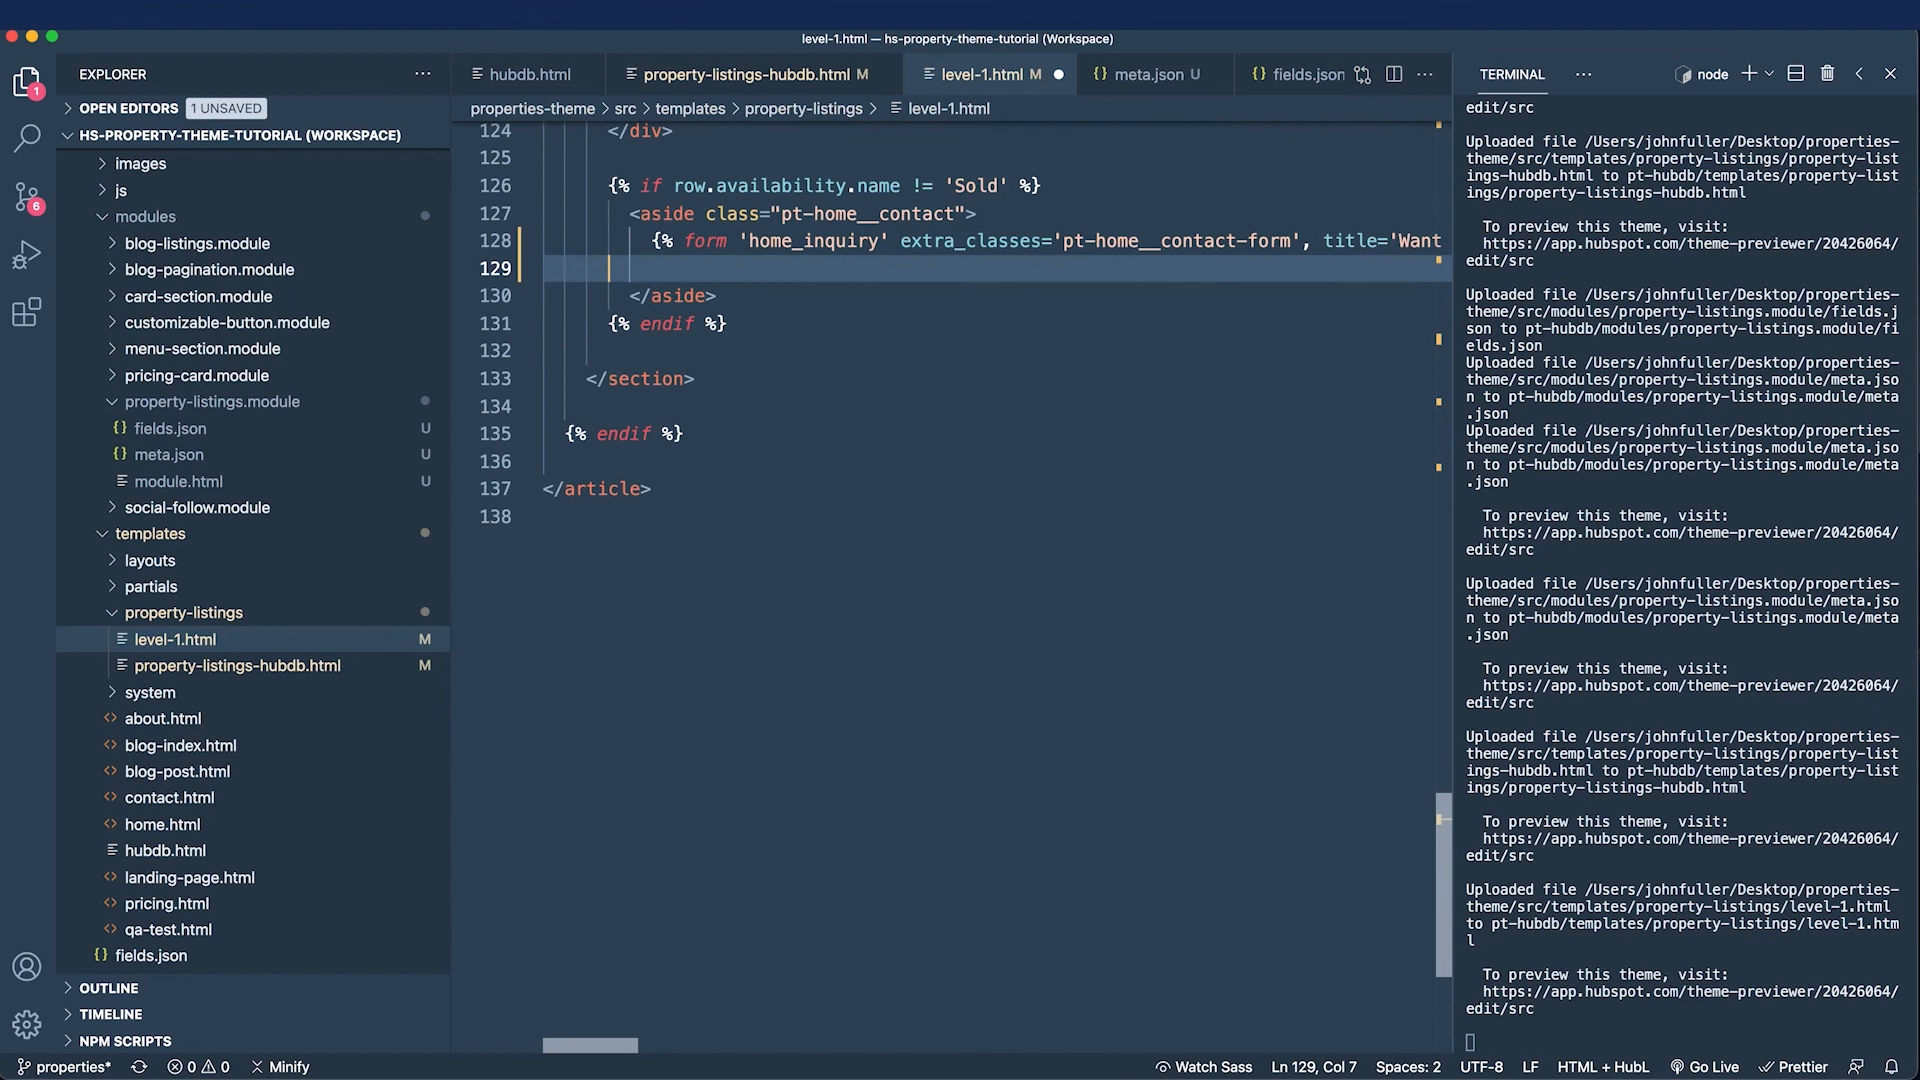 level-1.html — hs-property-theme-tutorial (Workspace)
EXPLORER
OPEN EDITORS 1 UNSAVED
HS-PROPERTY-THEME-TUTORIAL (WORKSPACE)
images
js
modules
blog-listings.module
blog-pagination.module
card-section.module
customizable-button.module
menu-section.module
pricing-card.module
property-listings.module
{} fields.json U
{} meta.json U
module.html U
social-follow.module
templates
layouts
partials
property-listings
level-1.html M
property-listings-hubdb.html M
system
<> about.html
<> blog-index.html
<> blog-post.html
<> contact.html
<> home.html
hubdb.html
<> landing-page.html
<> pricing.html
<> qa-test.html
{} fields.json
OUTLINE
TIMELINE
NPM SCRIPTS
1
6
hubdb.html property-listings-hubdb.html M level-1.html M {} meta.json U {} fields.json
properties-theme > src > templates > property-listings > level-1.html
124 </div>
125
126 {% if row.availability.name != 'Sold' %}
127 <aside class="pt-home__contact">
128 {% form 'home_inquiry' extra_classes='pt-home__contact-form', title='Want
129
130 </aside>
131 {% endif %}
132
133 </section>
134
135 {% endif %}
136
137 </article>
138
TERMINAL node
edit/src
Uploaded file /Users/johnfuller/Desktop/properties-
theme/src/templates/property-listings/property-list
ings-hubdb.html to pt-hubdb/templates/property-list
ings/property-listings-hubdb.html
To preview this theme, visit:
https://app.hubspot.com/theme-previewer/20426064/
edit/src
Uploaded file /Users/johnfuller/Desktop/properties-
theme/src/modules/property-listings.module/fields.j
son to pt-hubdb/modules/property-listings.module/fi
elds.json
Uploaded file /Users/johnfuller/Desktop/properties-
theme/src/modules/property-listings.module/meta.jso
n to pt-hubdb/modules/property-listings.module/meta
.json
Uploaded file /Users/johnfuller/Desktop/properties-
theme/src/modules/property-listings.module/meta.jso
n to pt-hubdb/modules/property-listings.module/meta
.json
To preview this theme, visit:
https://app.hubspot.com/theme-previewer/20426064/
edit/src
Uploaded file /Users/johnfuller/Desktop/properties-
theme/src/modules/property-listings.module/meta.jso
n to pt-hubdb/modules/property-listings.module/meta
.json
To preview this theme, visit:
https://app.hubspot.com/theme-previewer/20426064/
edit/src
Uploaded file /Users/johnfuller/Desktop/properties-
theme/src/templates/property-listings/property-list
ings-hubdb.html to pt-hubdb/templates/property-list
ings/property-listings-hubdb.html
To preview this theme, visit:
https://app.hubspot.com/theme-previewer/20426064/
edit/src
Uploaded file /Users/johnfuller/Desktop/properties-
theme/src/templates/property-listings/level-1.html
to pt-hubdb/templates/property-listings/level-1.htm
l
To preview this theme, visit:
https://app.hubspot.com/theme-previewer/20426064/
edit/src
properties* 0 0 Minify Watch Sass Ln 129, Col 7 Spaces: 2 UTF-8 LF HTML + HubL Go Live Prettier